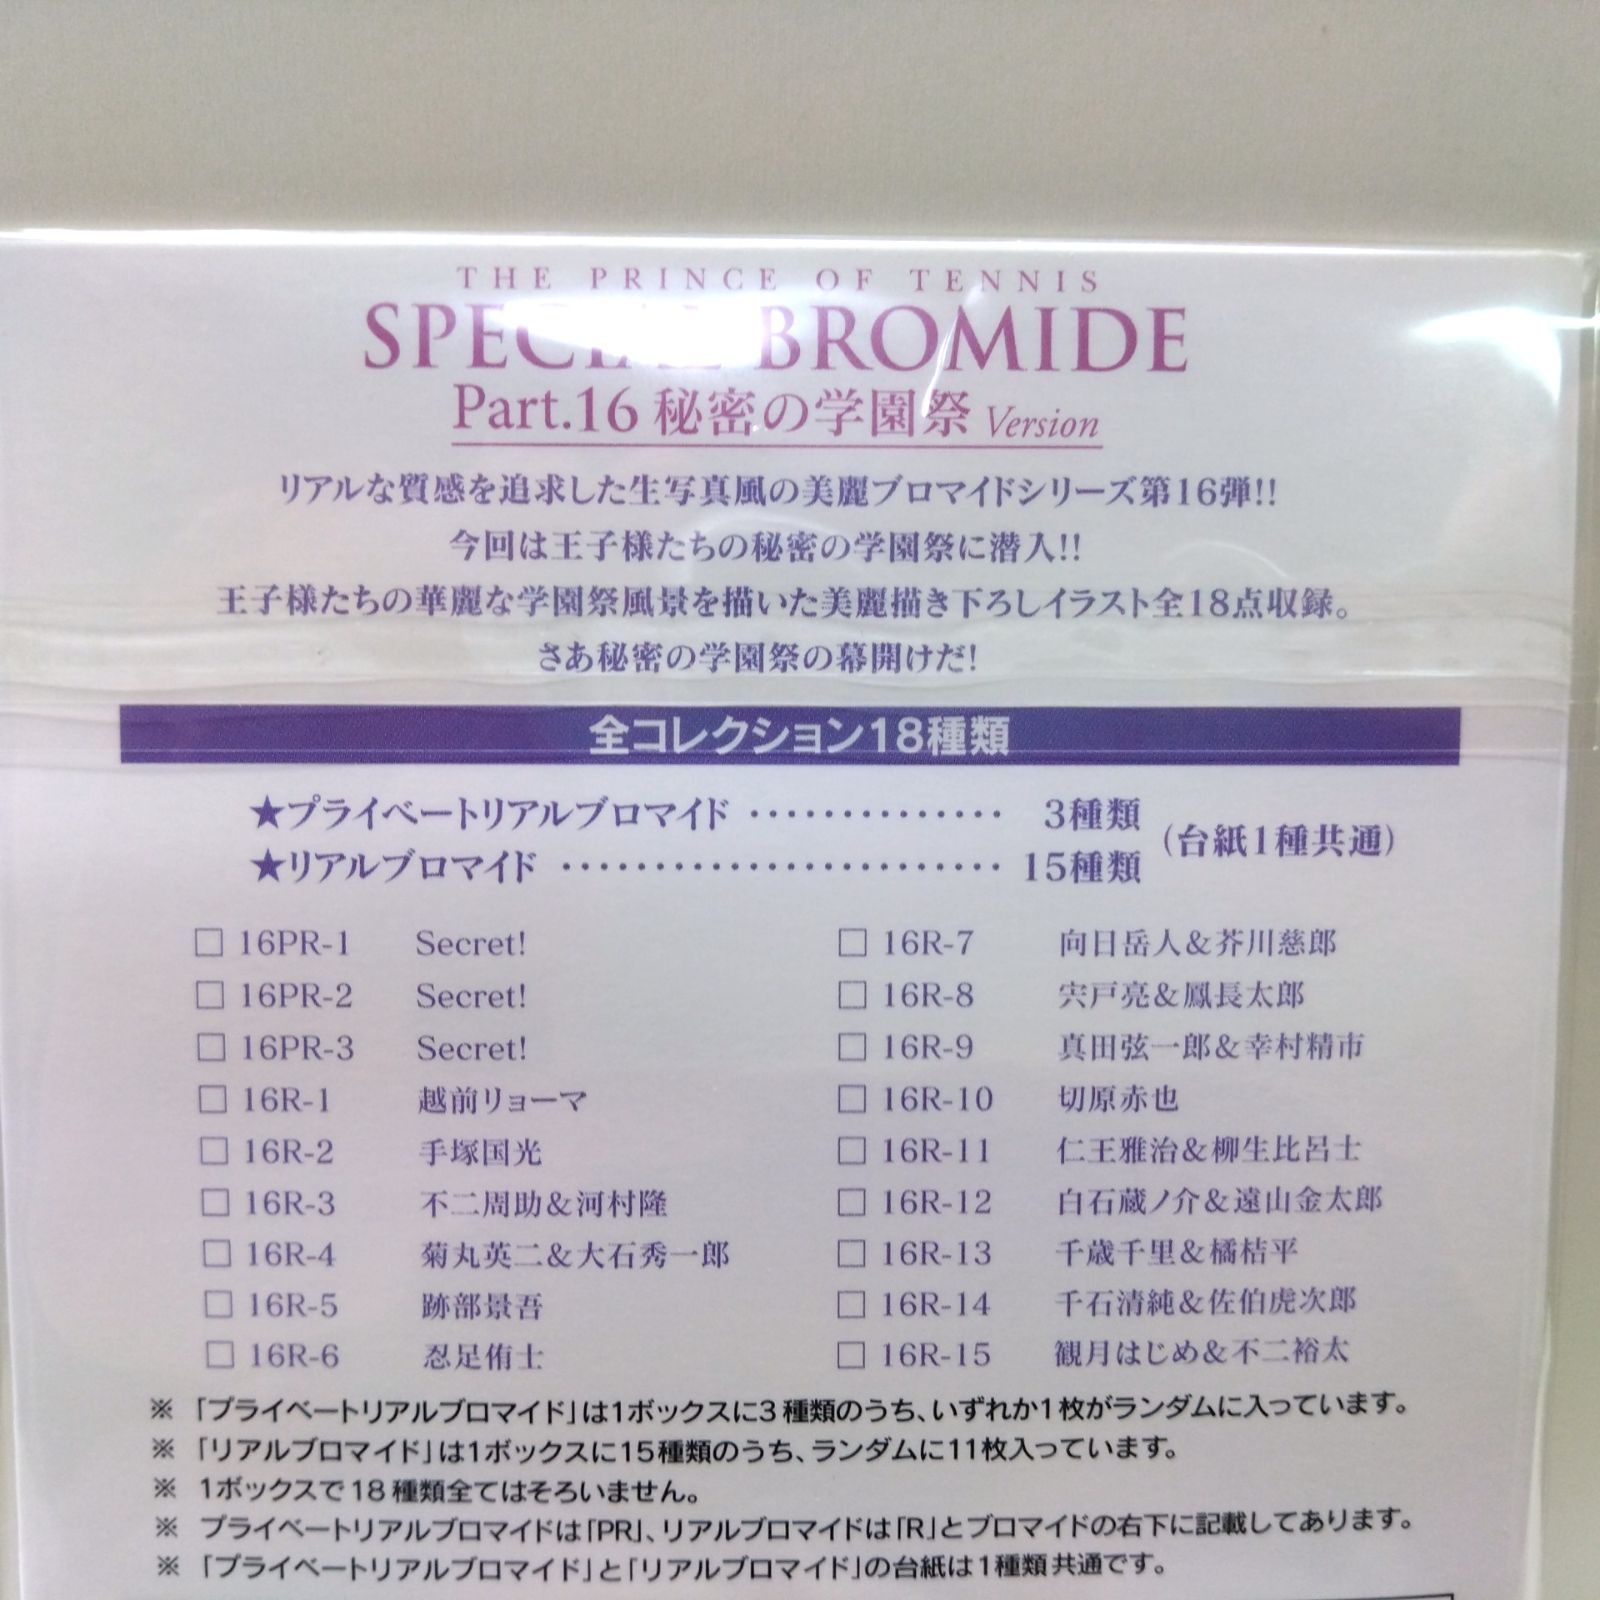 THE PRINCE OF TENNIS
SPECIAL BROMIDE
Part.16 秘密の学園祭 Version
リアルな質感を追求した生写真風の美麗ブロマイドシリーズ第16弾!!
今回は王子様たちの秘密の学園祭に潜入!!
王子様たちの華麗な学園祭風景を描いた美麗描き下ろしイラスト全18点収録。
さあ秘密の学園祭の幕開けだ!
全コレクション18種類
★プライベートリアルブロマイド ‥‥‥‥‥‥‥ 3種類
★リアルブロマイド ‥‥‥‥‥‥‥‥‥‥‥‥ 15種類
(台紙1種共通)
□ 16PR-1 Secret!
□ 16PR-2 Secret!
□ 16PR-3 Secret!
□ 16R-1 越前リョーマ
□ 16R-2 手塚国光
□ 16R-3 不二周助&河村隆
□ 16R-4 菊丸英二&大石秀一郎
□ 16R-5 跡部景吾
□ 16R-6 忍足侑士
□ 16R-7 向日岳人&芥川慈郎
□ 16R-8 宍戸亮&鳳長太郎
□ 16R-9 真田弦一郎&幸村精市
□ 16R-10 切原赤也
□ 16R-11 仁王雅治&柳生比呂士
□ 16R-12 白石蔵ノ介&遠山金太郎
□ 16R-13 千歳千里&橘桔平
□ 16R-14 千石清純&佐伯虎次郎
□ 16R-15 観月はじめ&不二裕太
※ 「プライベートリアルブロマイド」は1ボックスに3種類のうち、いずれか1枚がランダムに入っています。
※ 「リアルブロマイド」は1ボックスに15種類のうち、ランダムに11枚入っています。
※ 1ボックスで18種類全てはそろいません。
※ プライベートリアルブロマイドは「PR」、リアルブロマイドは「R」とブロマイドの右下に記載してあります。
※ 「プライベートリアルブロマイド」と「リアルブロマイド」の台紙は1種類共通です。